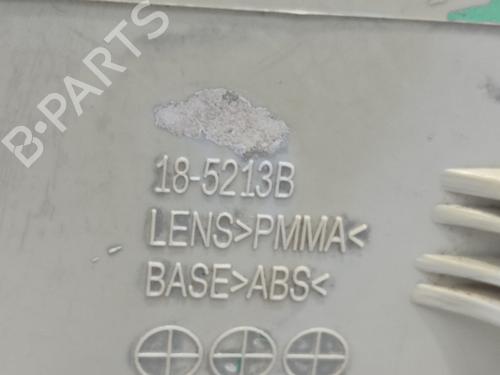 B-PARTS
18-5213B
LENS>PMMA<
BASE>ABS<